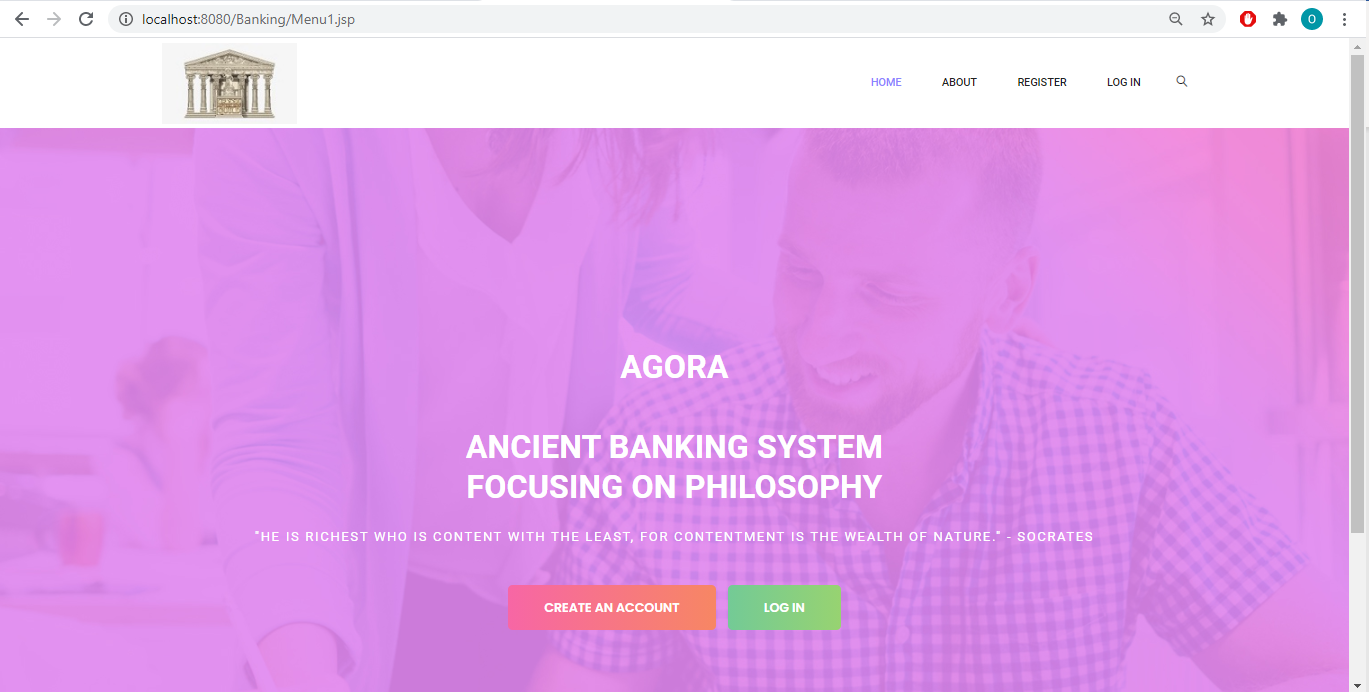 localhost:8080/Banking/Menu1.jsp
O
HOME ABOUT REGISTER LOG IN
AGORA
ANCIENT BANKING SYSTEM
FOCUSING ON PHILOSOPHY
"HE IS RICHEST WHO IS CONTENT WITH THE LEAST, FOR CONTENTMENT IS THE WEALTH OF NATURE." - SOCRATES
CREATE AN ACCOUNT LOG IN